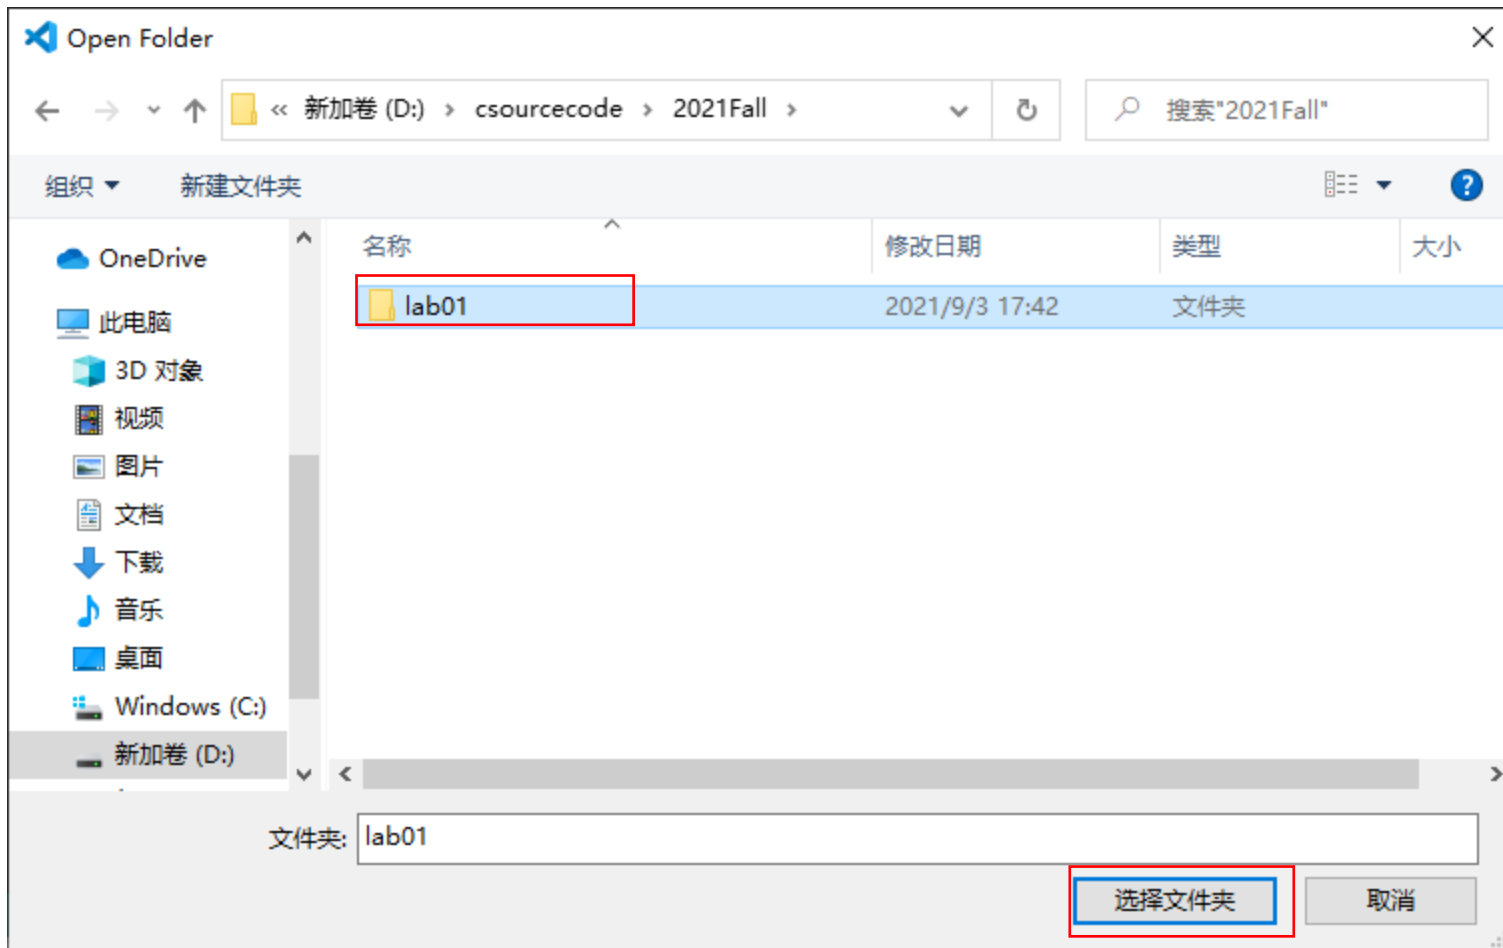 Open Folder
« 新加卷 (D:) › csourcecode › 2021Fall ›
搜索"2021Fall"
组织
新建文件夹
?
名称 修改日期 类型 大小
lab01 2021/9/3 17:42 文件夹
OneDrive
此电脑
3D 对象
视频
图片
文档
下载
音乐
桌面
Windows (C:)
新加卷 (D:)
文件夹: lab01
选择文件夹 取消